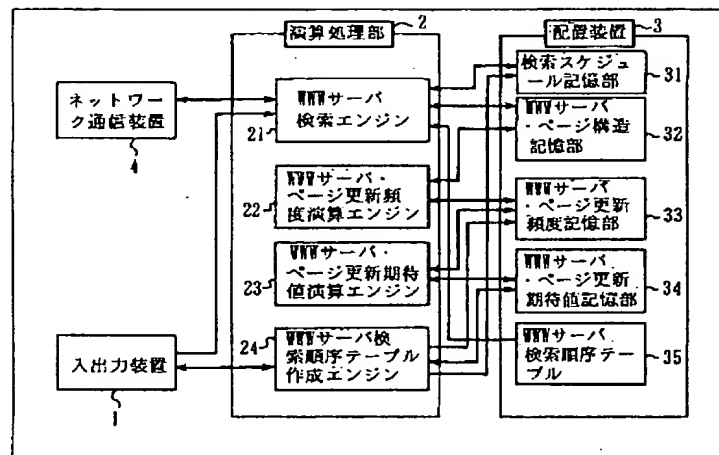 演算処理部
2
配置装置
3
ネットワー
ク通信装置
4
入出力装置
1
WWWサーバ
検索エンジン
21
WWWサーバ・
ページ更新頻
度演算エンジン
22
WWWサーバ・
ページ更新期待
値演算エンジン
23
WWWサーバ検
索順序テーブル
作成エンジン
24
検索スケジュ
ール記憶部
31
WWWサーバ
・ページ構造
記憶部
32
WWWサーバ
・ページ更新
頻度記憶部
33
WWWサーバ
・ページ更新
期待値記憶部
34
WWWサーバ
検索順序テー
ブル
35